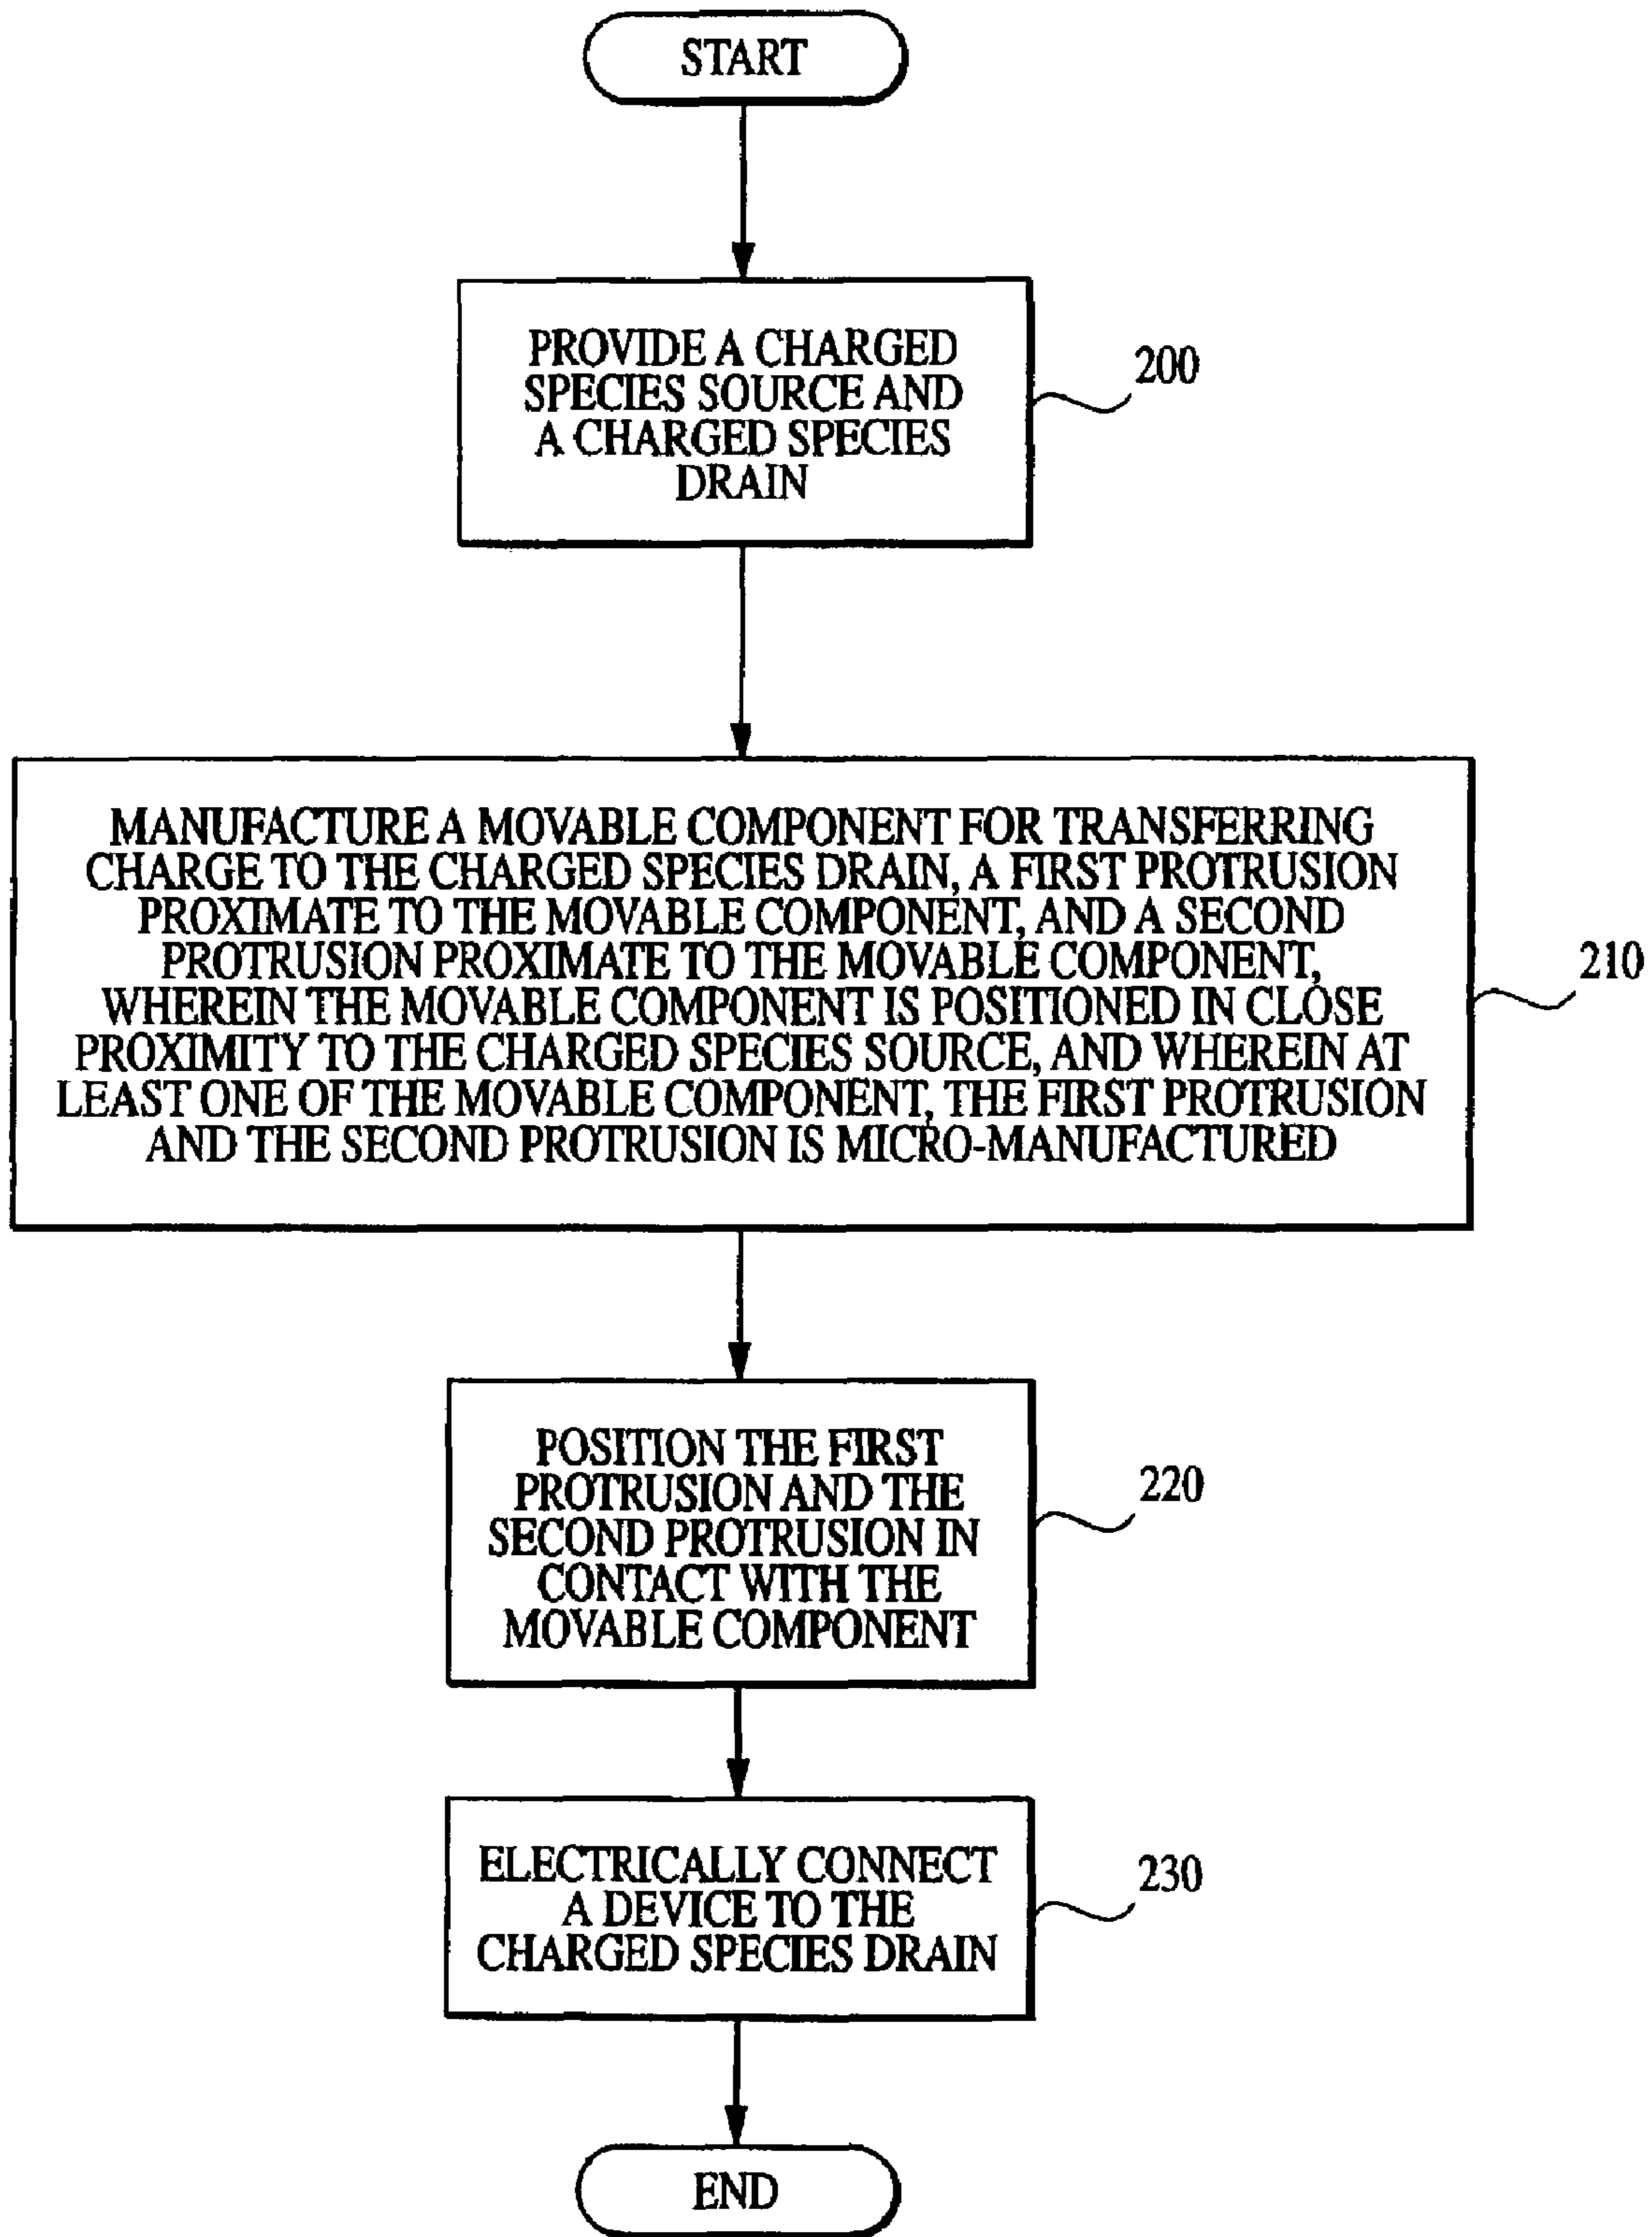 START
PROVIDE A CHARGED
SPECIES SOURCE AND
A CHARGED SPECIES
DRAIN
200
MANUFACTURE A MOVABLE COMPONENT FOR TRANSFERRING
CHARGE TO THE CHARGED SPECIES DRAIN, A FIRST PROTRUSION
PROXIMATE TO THE MOVABLE COMPONENT, AND A SECOND
PROTRUSION PROXIMATE TO THE MOVABLE COMPONENT,
WHEREIN THE MOVABLE COMPONENT IS POSITIONED IN CLOSE
PROXIMITY TO THE CHARGED SPECIES SOURCE, AND WHEREIN AT
LEAST ONE OF THE MOVABLE COMPONENT, THE FIRST PROTRUSION
AND THE SECOND PROTRUSION IS MICRO-MANUFACTURED
210
POSITION THE FIRST
PROTRUSION AND THE
SECOND PROTRUSION IN
CONTACT WITH THE
MOVABLE COMPONENT
220
ELECTRICALLY CONNECT
A DEVICE TO THE
CHARGED SPECIES DRAIN
230
END